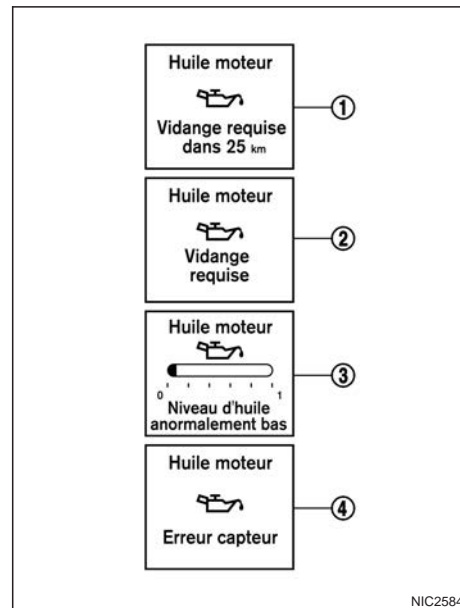 Huile moteur
Vidange requise
dans 25 km
①
Huile moteur
Vidange
requise
②
Huile moteur
0 1
Niveau d'huile
anormalement bas
③
Huile moteur
Erreur capteur
④
NIC2584